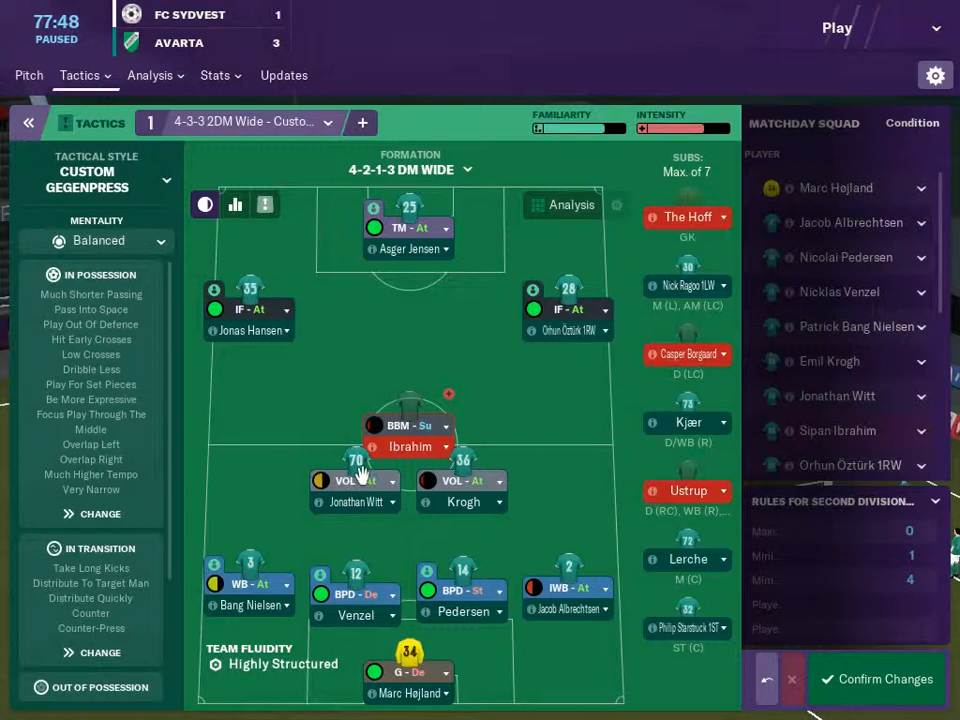 77:48
PAUSED
FC SYDVEST 1
AVARTA 3
Play
Pitch Tactics Analysis Stats Updates
TACTICS
1 4-3-3 2DM Wide - Custo...
FAMILIARITY
INTENSITY
MATCHDAY SQUAD Condition
TACTICAL STYLE
CUSTOM
GEGENPRESS
MENTALITY
Balanced
IN POSSESSION
Much Shorter Passing
Pass Into Space
Play Out Of Defence
Hit Early Crosses
Low Crosses
Dribble Less
Play For Set Pieces
Be More Expressive
Focus Play Through The
Middle
Overlap Left
Overlap Right
Much Higher Tempo
Very Narrow
CHANGE
IN TRANSITION
Take Long Kicks
Distribute To Target Man
Distribute Quickly
Counter
Counter-Press
CHANGE
OUT OF POSSESSION
FORMATION
4-2-1-3 DM WIDE
Analysis
25
TM - At
Asger Jensen
35
IF - At
Jonas Hansen
28
IF - At
Orhun Öztürk 1RW
BBM - Su
Ibrahim
70
VOL - At
Jonathan Witt
36
VOL - At
Krogh
3
WB - At
Bang Nielsen
12
BPD - De
Venzel
14
BPD - St
Pedersen
2
IWB - At
Jacob Albrechtsen
34
G - De
Marc Højland
TEAM FLUIDITY
Highly Structured
SUBS:
Max. of 7
The Hoff
GK
30
Nick Ragoo 1LW
M (L), AM (LC)
Casper Borgaard
D (LC)
73
Kjær
D/WB (R)
Ustrup
D (RC), WB (R),...
72
Lerche
M (C)
32
Philip Starstruck 1ST
ST (C)
PLAYER
Marc Højland
Jacob Albrechtsen
Nicolai Pedersen
Nicklas Venzel
Patrick Bang Nielsen
Emil Krogh
Jonathan Witt
Sipan Ibrahim
Orhun Öztürk 1RW
RULES FOR SECOND DIVISION...
Maxi 0
Mini 1
Mini 4
Playe
Playe
Confirm Changes